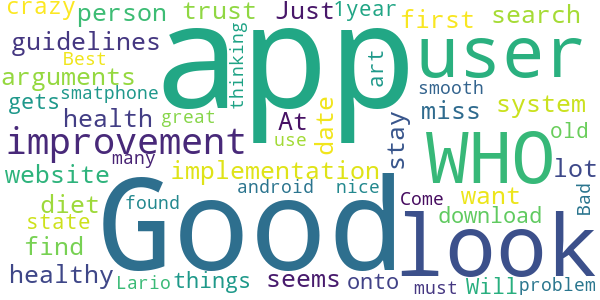 crazy
person
trust
Just
1year
first
search
guidelines
Best
app
user
thinking
art
arguments
smatphone
gets
smooth
miss
system
health
great
At
date
old
improvement
many
use
stay
WHO
lot
website
implementation
Good
look
android
nice
want
diet
found
Come
Bad
state
download
find
healthy
Lario
things
seems
onto
must
Will
problem